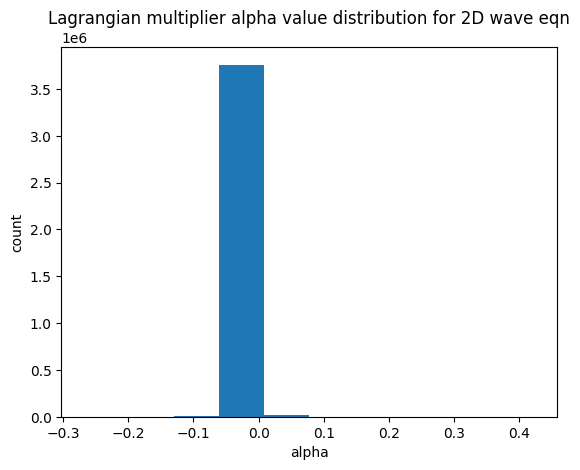 Lagrangian multiplier alpha value distribution for 2D wave eqn
1e6
3.5
3.0
2.5
2.0
1.5
1.0
0.5
0.0
count
−0.3 −0.2 −0.1 0.0 0.1 0.2 0.3 0.4
alpha